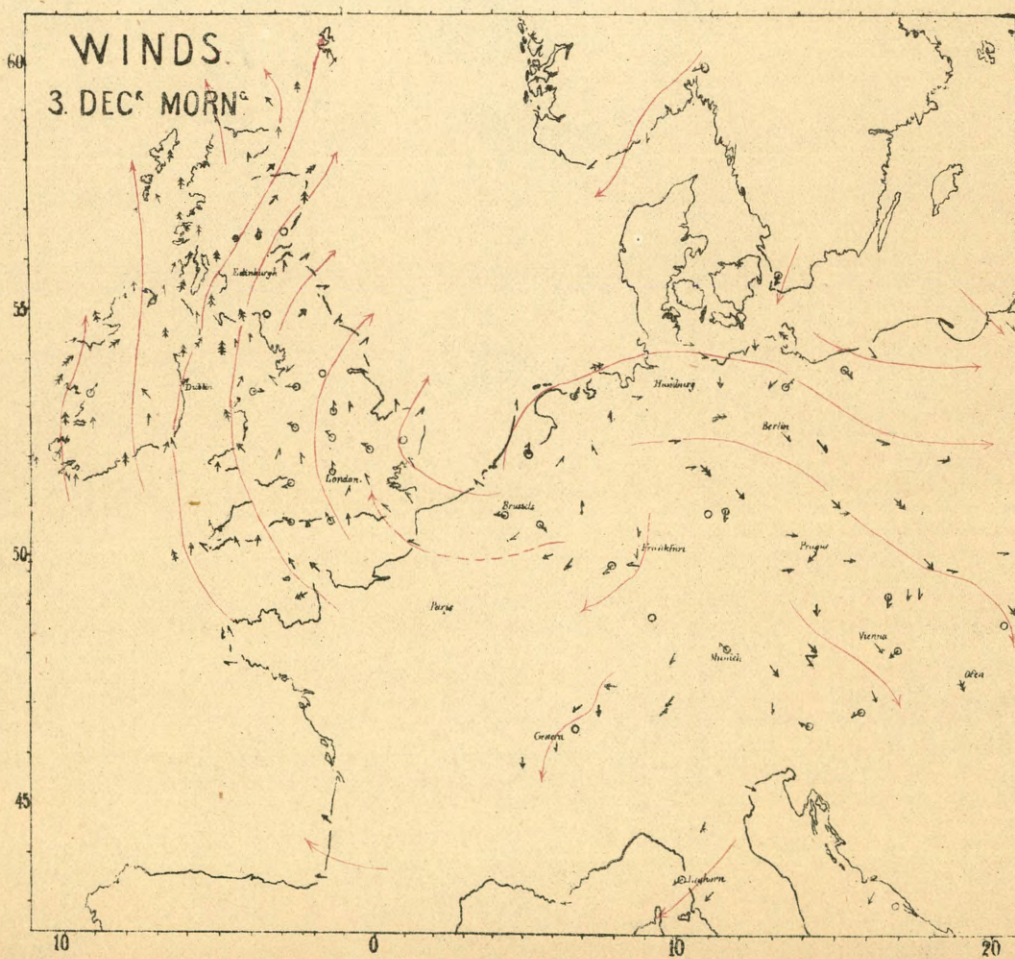 WINDS.
3. DECR MORNG
60
55
50
45
Edinburgh
Dublin
London.
Hamburg
Berlin
Brussels
Frankfurt
Prague
Paris
Vienna
Munich
Ofen
Geneva
Leghorn
10
0
10
20